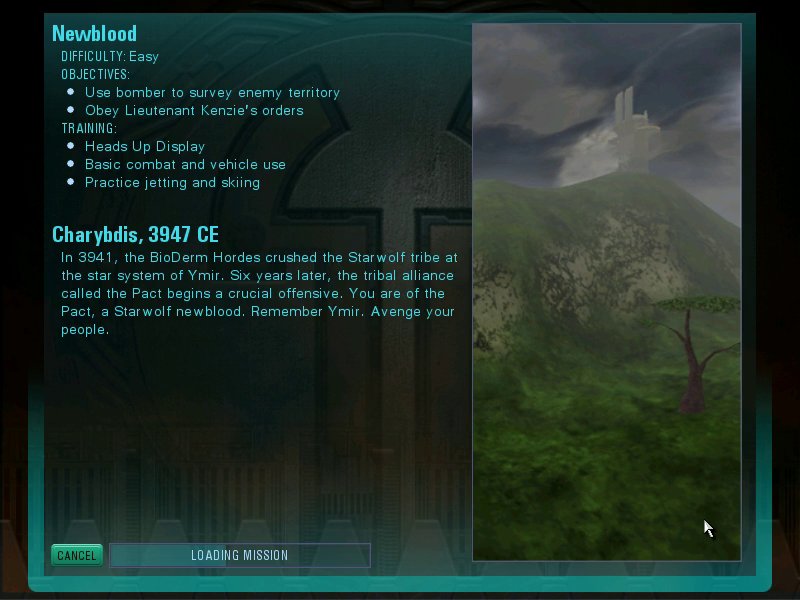 Newblood
DIFFICULTY: Easy
OBJECTIVES:
Use bomber to survey enemy territory
Obey Lieutenant Kenzie's orders
TRAINING:
Heads Up Display
Basic combat and vehicle use
Practice jetting and skiing
Charybdis, 3947 CE
In 3941, the BioDerm Hordes crushed the Starwolf tribe at
the star system of Ymir. Six years later, the tribal alliance
called the Pact begins a crucial offensive. You are of the
Pact, a Starwolf newblood. Remember Ymir. Avenge your
people.
CANCEL
LOADING MISSION